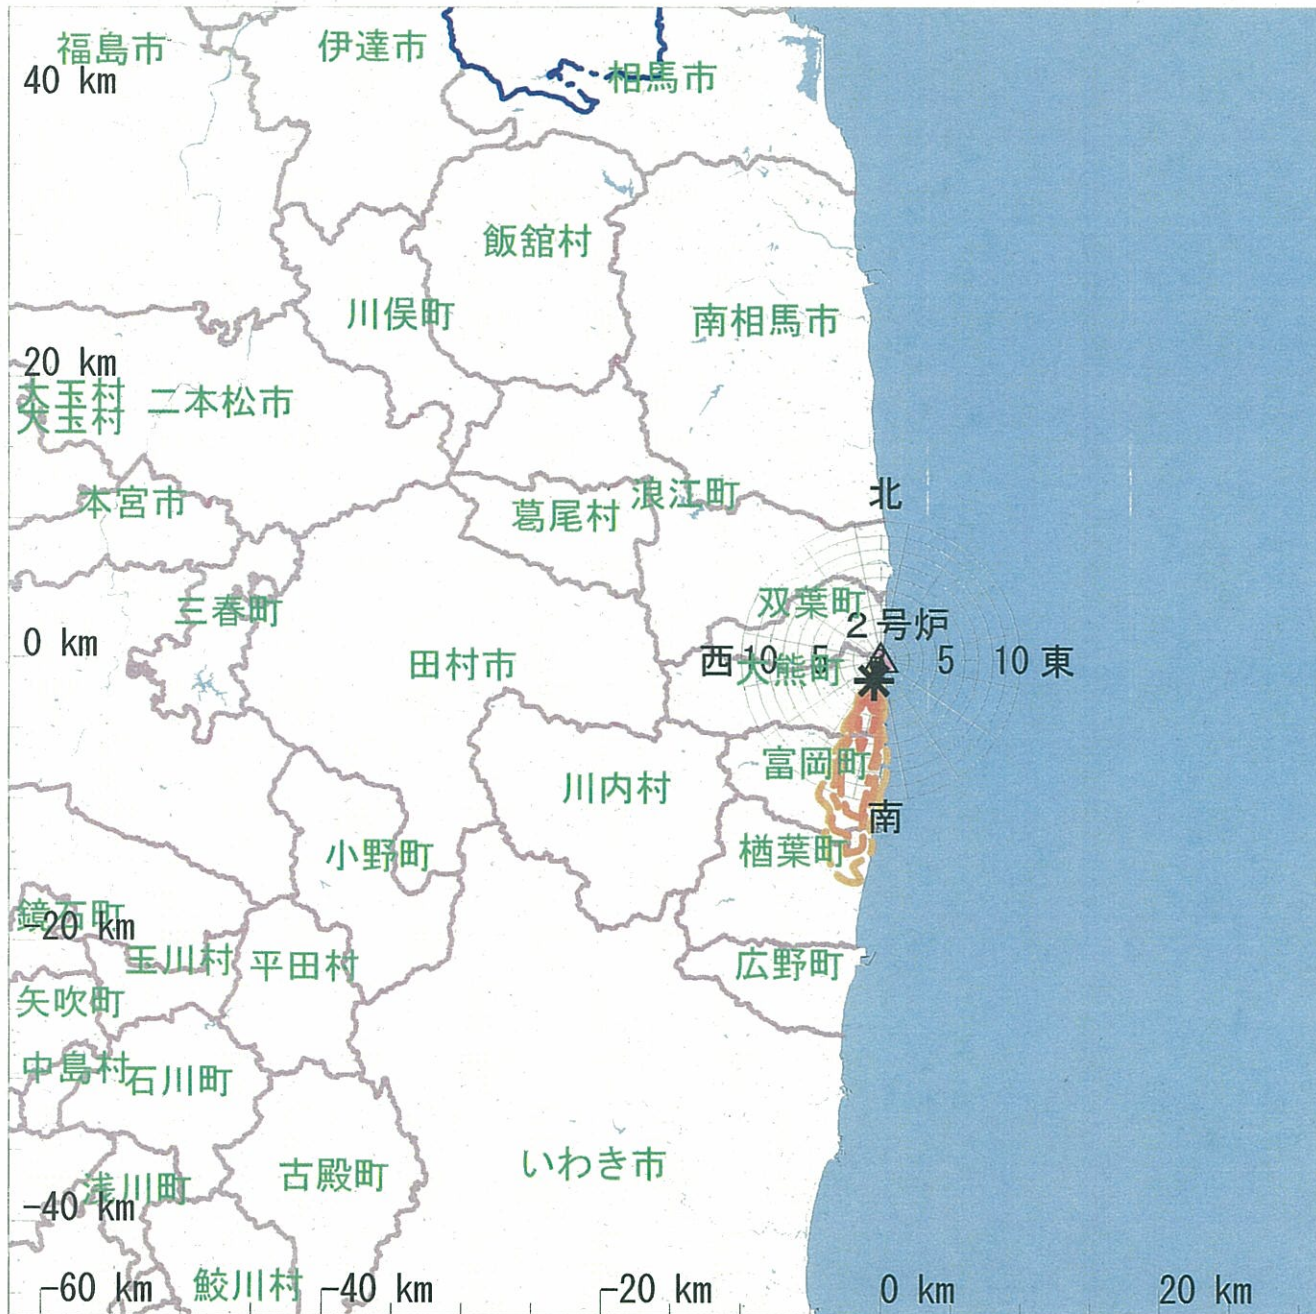 福島市
伊達市
相馬市
40 km
飯舘村
川俣町
南相馬市
20 km
大玉村
二本松市
大玉村
本宮市
葛尾村
浪江町
北
三春町
双葉町
2号炉
0 km
田村市
西 10 5 5 10 東
大熊町
富岡町
川内村
南
小野町
楢葉町
鏡石町
-20 km
玉川村
平田村
広野町
矢吹町
中島村
石川町
いわき市
古殿町
浅川町
-40 km
鮫川村
-60 km
-40 km
-20 km
0 km
20 km